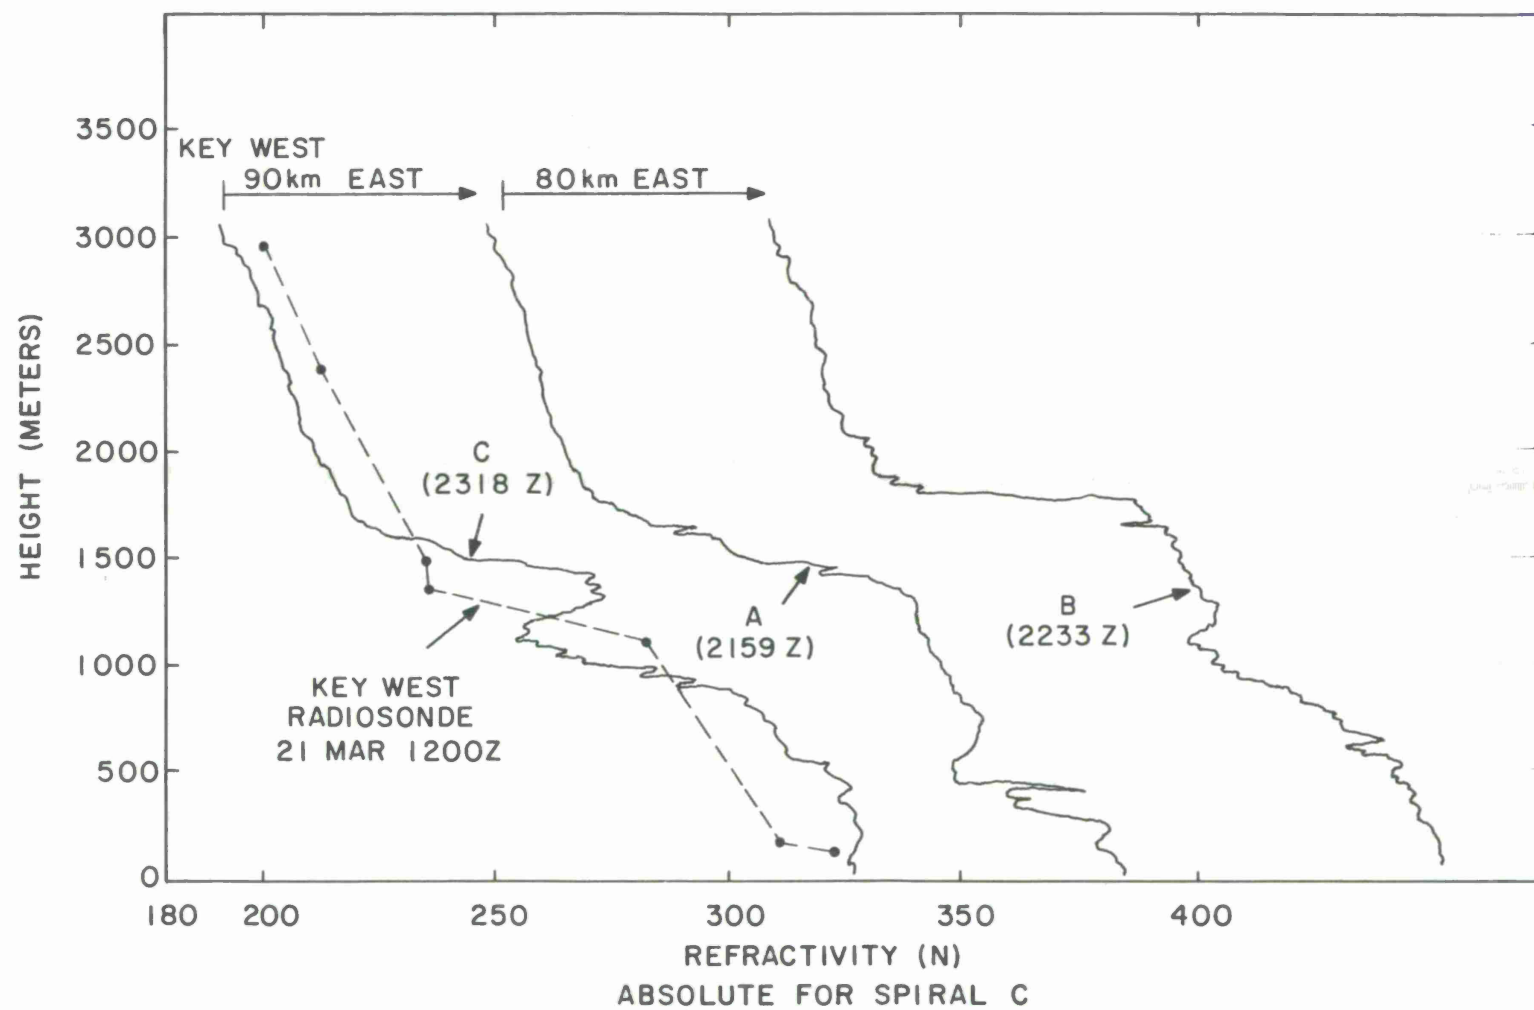 3500
KEY WEST
90km EAST
80km EAST
3000
2500
2000
1500
1000
500
0
HEIGHT (METERS)
C
(2318 Z)
A
(2159 Z)
B
(2233 Z)
KEY WEST
RADIOSONDE
21 MAR 1200Z
180 200 250 300 350 400
REFRACTIVITY (N)
ABSOLUTE FOR SPIRAL C